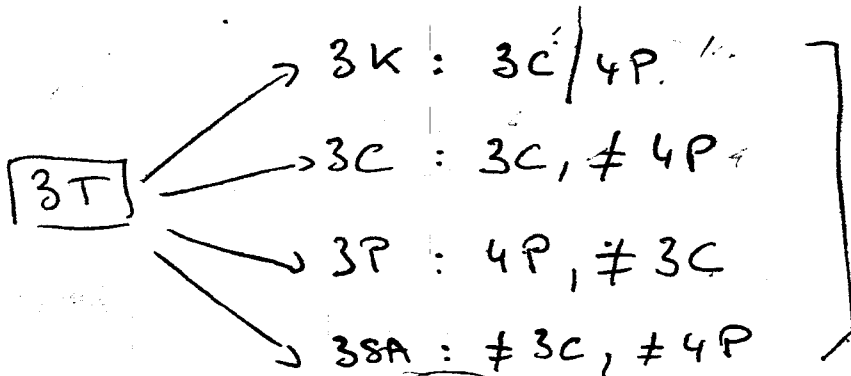 3K : 3C/4P.
3C : 3C, ≠ 4P
3T
3P : 4P, ≠ 3C
3SA : ≠ 3C, ≠ 4P